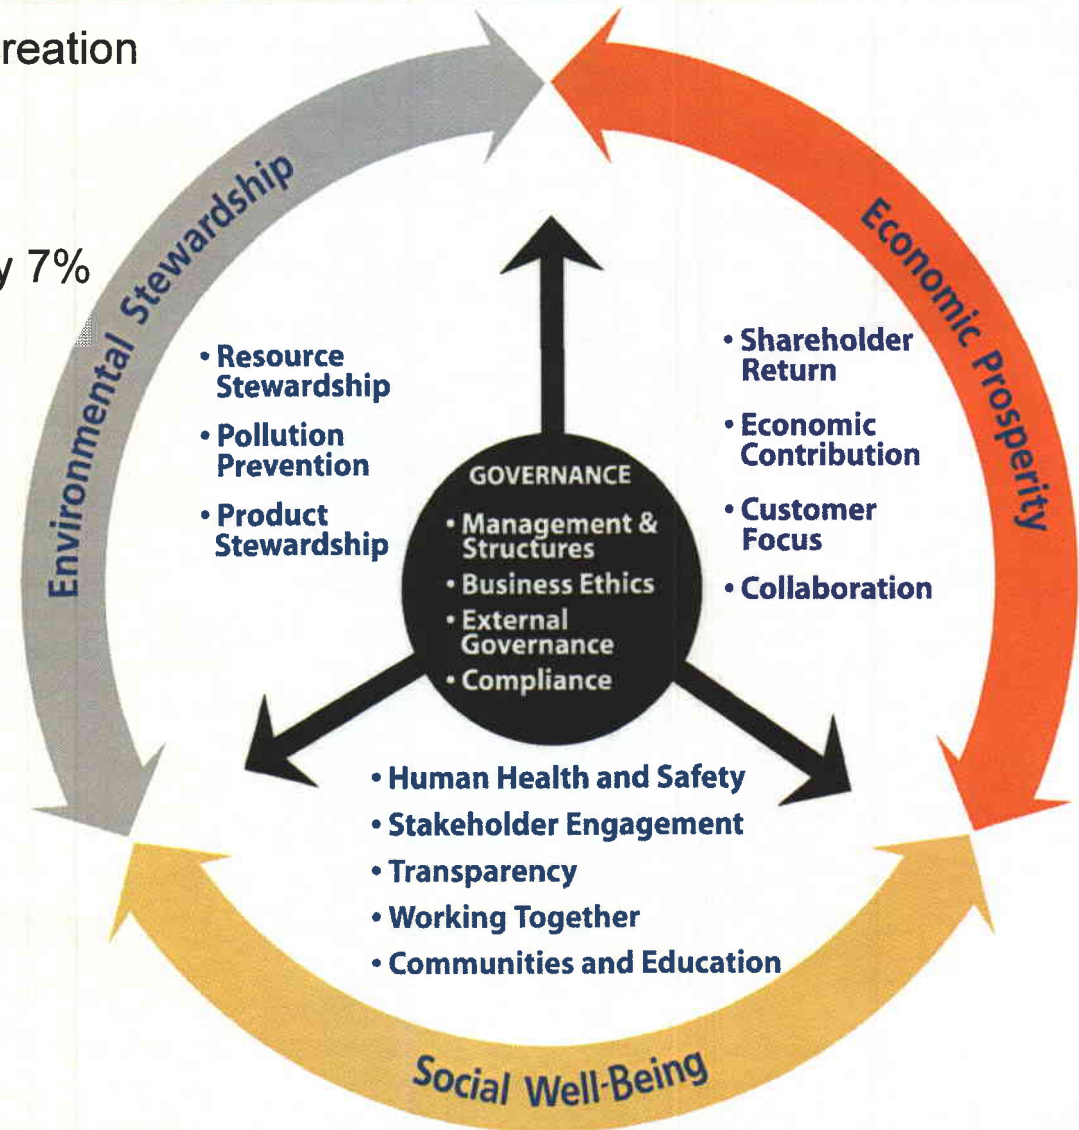 reation
y 7%
Environmental Stewardship
Economic Prosperity
• Resource
Stewardship
• Pollution
Prevention
• Product
Stewardship
• Shareholder
Return
• Economic
Contribution
• Customer
Focus
• Collaboration
GOVERNANCE
• Management &
Structures
• Business Ethics
• External
Governance
• Compliance
• Human Health and Safety
• Stakeholder Engagement
• Transparency
• Working Together
• Communities and Education
Social Well-Being